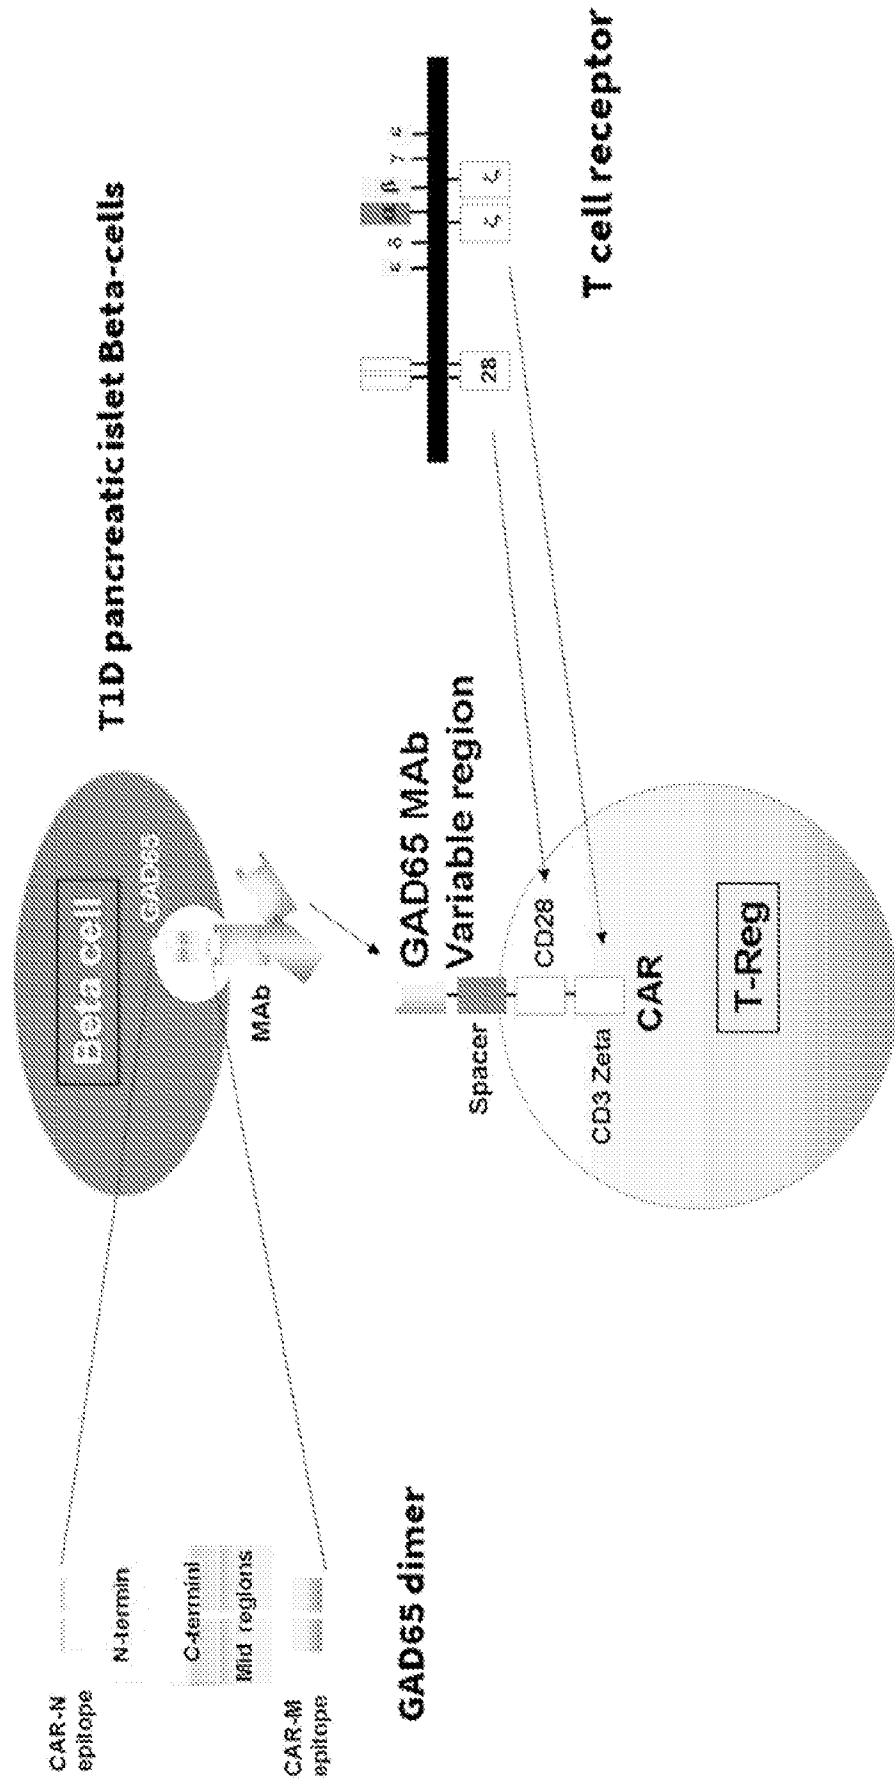 CAR-N
epitope
N-termin
C-termini
Mid regions
CAR-M
epitope
GAD65 dimer
Beta cell
GAD65
MAb
T1D pancreatic islet Beta-cells
GAD65 MAb
Variable region
Spacer
CD28
CD3 Zeta
CAR
T-Reg
28
ε δ
β γ ε
ζ ζ
T cell receptor